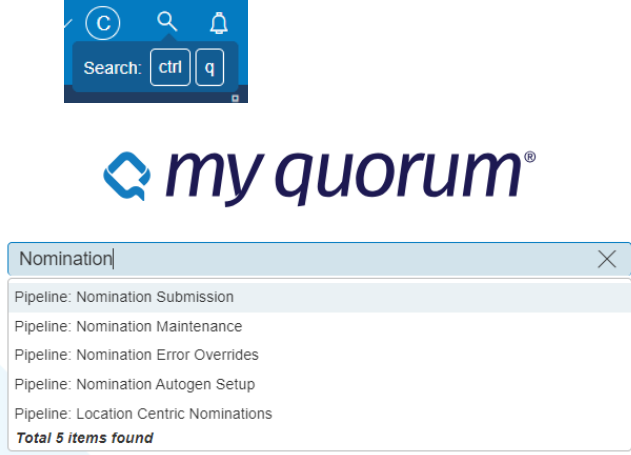 C
Search: ctrl q
my quorum®
Nomination
Pipeline: Nomination Submission
Pipeline: Nomination Maintenance
Pipeline: Nomination Error Overrides
Pipeline: Nomination Autogen Setup
Pipeline: Location Centric Nominations
Total 5 items found